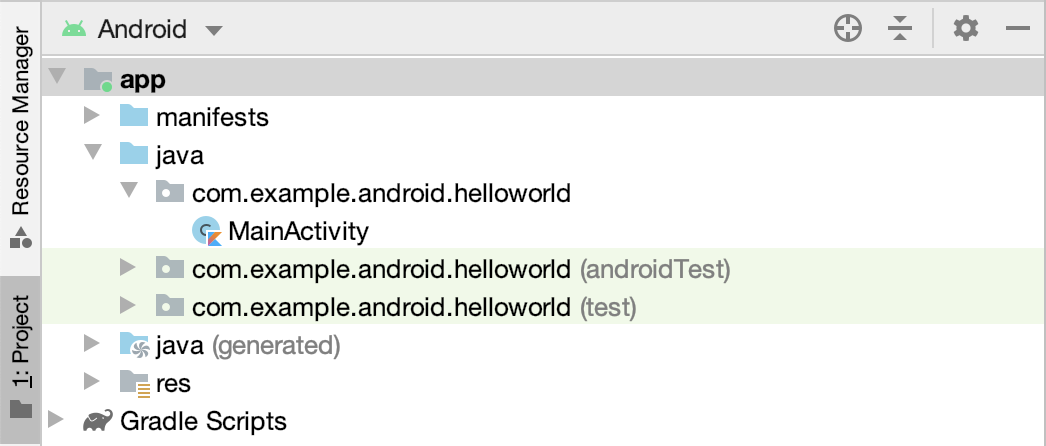 Android
Resource Manager
1: Project
app
manifests
java
com.example.android.helloworld
MainActivity
com.example.android.helloworld (androidTest)
com.example.android.helloworld (test)
java (generated)
res
Gradle Scripts